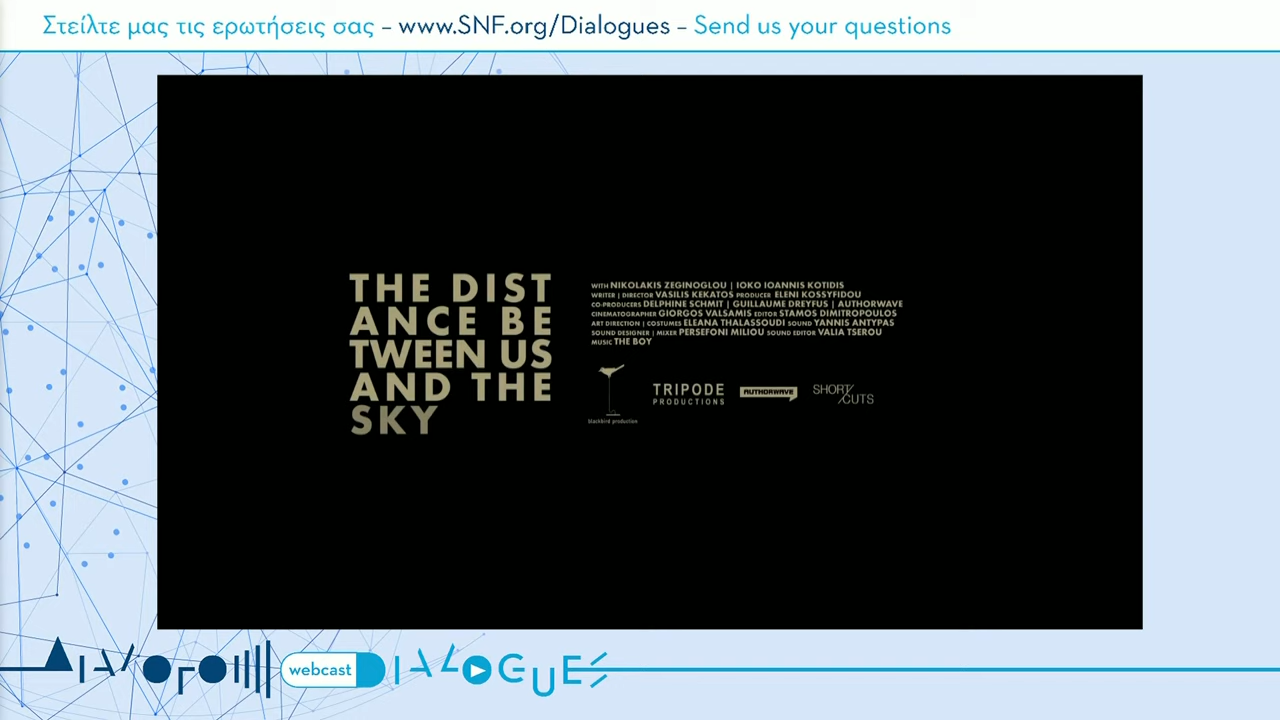 Στείλτε μας τις ερωτήσεις σας – www.SNF.org/Dialogues – Send us your questions
THE DIST
ANCE BE
TWEEN US
AND THE
SKY
WITH NIKOLAKIS ZEGINOGLOU | IOKO IOANNIS KOTIDIS
WRITER | DIRECTOR VASILIS KEKATOS PRODUCER ELENI KOSSYFIDOU
CO-PRODUCERS DELPHINE SCHMIT | GUILLAUME DREYFUS | AUTHORWAVE
CINEMATOGRAPHER GIORGOS VALSAMIS EDITOR STAMOS DIMITROPOULOS
ART DIRECTION | COSTUMES ELEANA THALASSOUDI SOUND YANNIS ANTYPAS
SOUND DESIGNER | MIXER PERSEFONI MILIOU SOUND EDITOR VALIA TSEROU
MUSIC THE BOY
blackbird production
TRIPODE
PRODUCTIONS
AUTHORWAVE
SHORT/
CUTS
ΔΙΑΛΟΓΟΙ
webcast
DIALOGUES